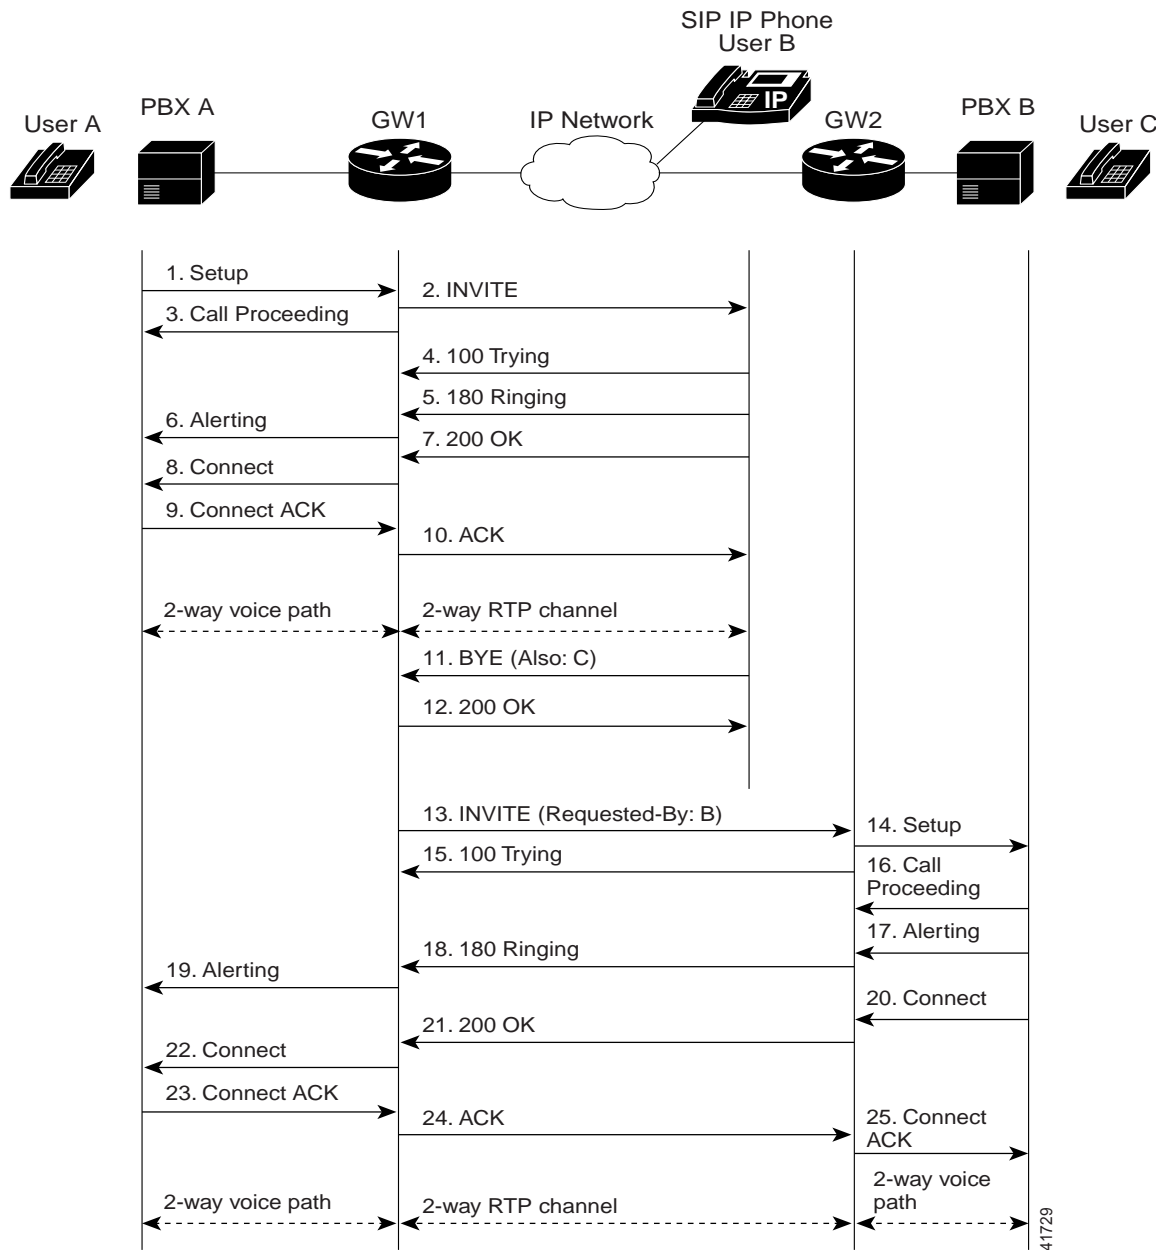 SIP IP Phone
User B
IP
PBX A
GW1
IP Network
GW2
PBX B
User A
User C
1. Setup
2. INVITE
3. Call Proceeding
4. 100 Trying
5. 180 Ringing
6. Alerting
7. 200 OK
8. Connect
9. Connect ACK
10. ACK
2-way voice path
2-way RTP channel
11. BYE (Also: C)
12. 200 OK
13. INVITE (Requested-By: B)
14. Setup
15. 100 Trying
16. Call
Proceeding
17. Alerting
18. 180 Ringing
19. Alerting
20. Connect
21. 200 OK
22. Connect
23. Connect ACK
24. ACK
25. Connect
ACK
2-way voice path
2-way RTP channel
2-way voice
path
41729